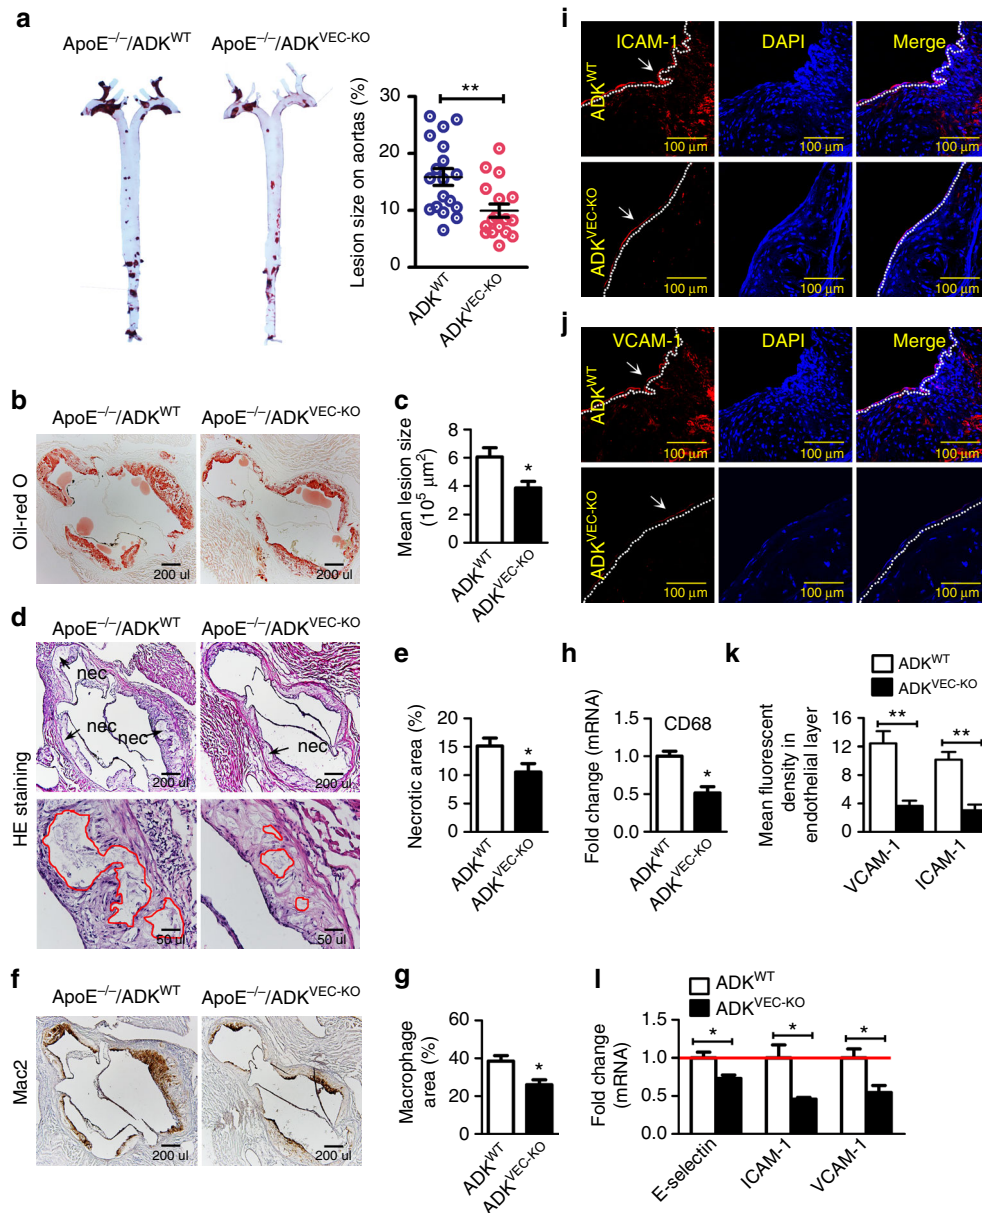 a
ApoE–/–/ADKWT
ApoE–/–/ADKVEC-KO
Lesion size on aortas (%)
30
20
10
0
**
ADKWT
ADKVEC-KO
b
ApoE–/–/ADKWT
ApoE–/–/ADKVEC-KO
Oil-red O
200 ul
200 ul
c
Mean lesion size
(10⁵ μm²)
8
6
4
2
0
*
ADKWT
ADKVEC-KO
d
ApoE–/–/ADKWT
ApoE–/–/ADKVEC-KO
HE staining
nec
nec
nec
200 ul
nec
200 ul
50 ul
50 ul
e
Necrotic area (%)
20
15
10
5
0
*
ADKWT
ADKVEC-KO
f
ApoE–/–/ADKWT
ApoE–/–/ADKVEC-KO
Mac2
200 ul
200 ul
g
Macrophage
area (%)
60
40
20
0
*
ADKWT
ADKVEC-KO
h
Fold change (mRNA)
CD68
1.5
1.0
0.5
0.0
*
ADKWT
ADKVEC-KO
i
ICAM-1
DAPI
Merge
ADKWT
100 μm
100 μm
100 μm
ADKVEC-KO
100 μm
100 μm
100 μm
j
VCAM-1
DAPI
Merge
ADKWT
100 μm
100 μm
100 μm
ADKVEC-KO
100 μm
100 μm
100 μm
k
ADKWT
ADKVEC-KO
Mean fluorescent
density in
endothelial layer
12
8
4
0
**
**
VCAM-1
ICAM-1
l
ADKWT
ADKVEC-KO
Fold change
(mRNA)
1.5
1.0
0.5
0.0
*
*
*
E-selectin
ICAM-1
VCAM-1